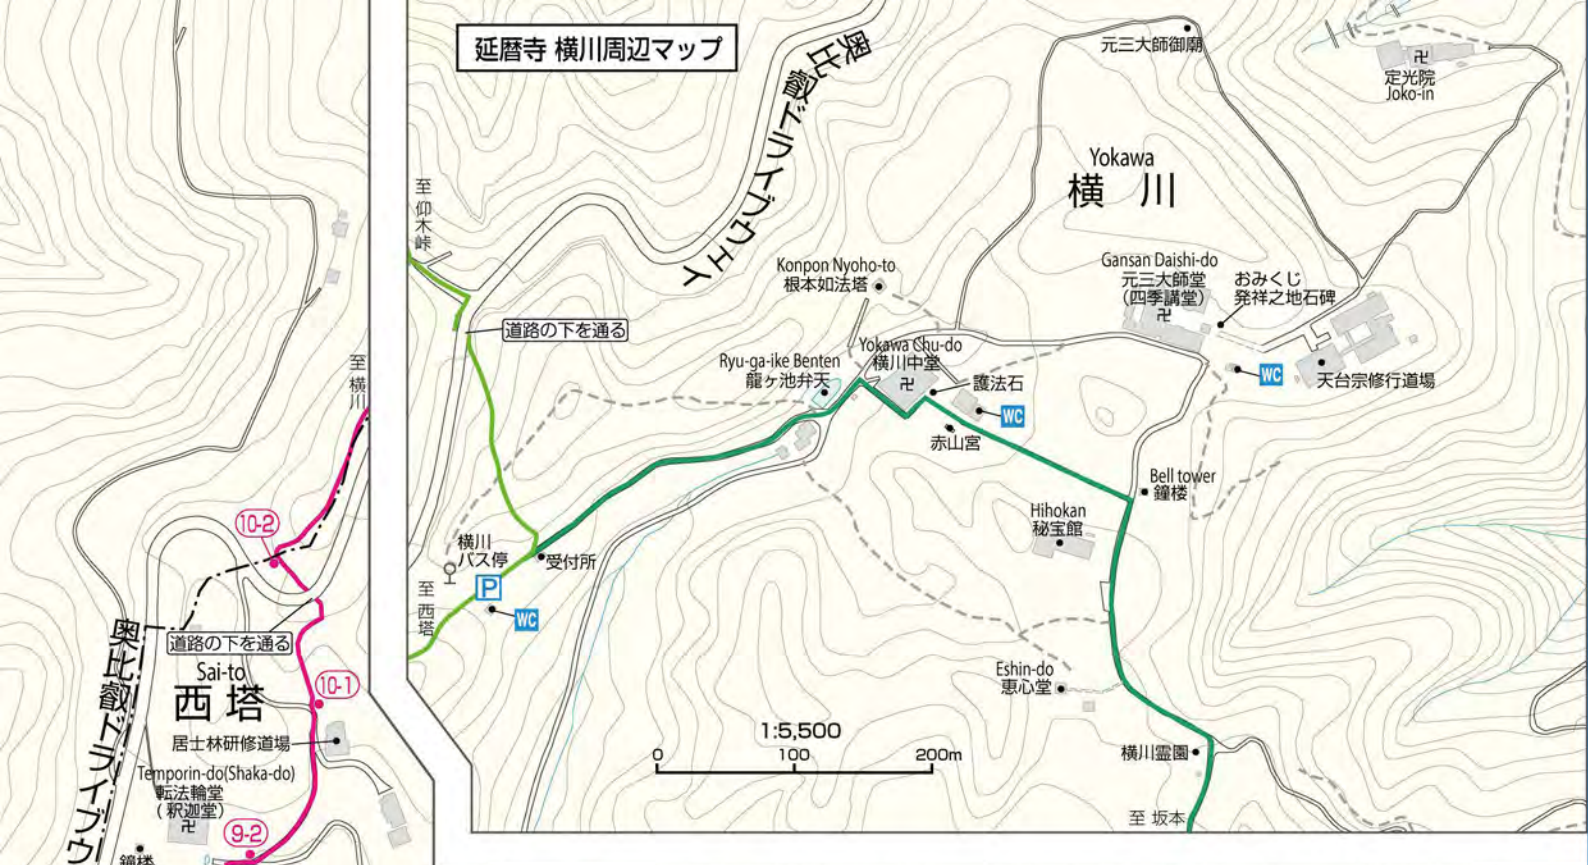 延暦寺 横川周辺マップ
奥比叡ドライブウェイ
元三大師御廟
定光院
Joko-in
Yokawa
横川
至 仰木峠
Konpon Nyoho-to
根本如法塔
Gansan Daishi-do
元三大師堂
(四季講堂)
おみくじ
発祥之地石碑
道路の下を通る
Yokawa Chu-do
横川中堂
Ryu-ga-ike Benten
龍ヶ池弁天
護法石
WC
WC
天台宗修行道場
赤山宮
Bell tower
鐘楼
Hihokan
秘宝館
横川
バス停
受付所
P
WC
至 西塔
Eshin-do
恵心堂
1:5,500
0 100 200m
横川霊園
至 坂本
至 横川
10-2
道路の下を通る
奥比叡ドライブウ
Sai-to
西塔
10-1
居士林研修道場
Temporin-do(Shaka-do)
転法輪堂
(釈迦堂)
9-2
鐘楼